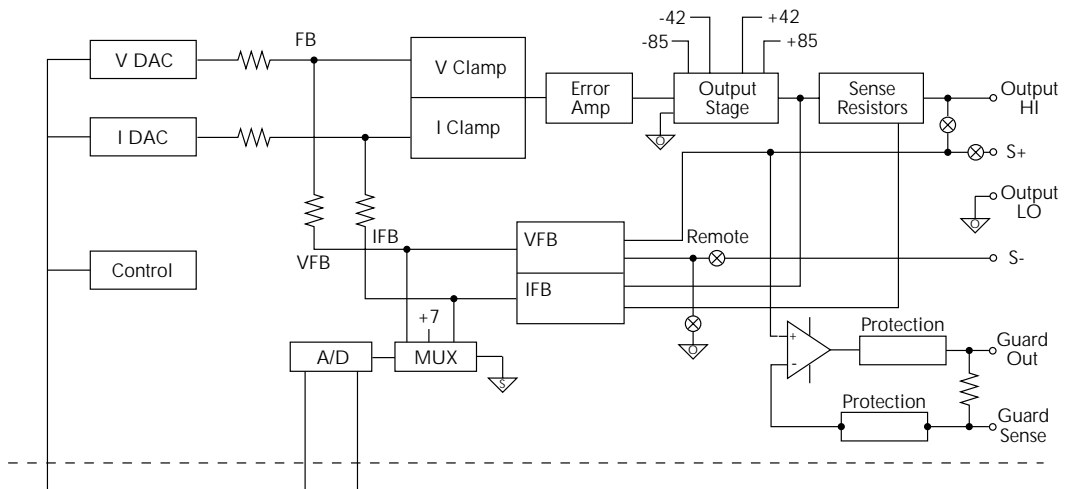 -42
+42
-85
+85
FB
V DAC
V Clamp
Error
Amp
Output
Stage
Sense
Resistors
Output
HI
I DAC
I Clamp
O
S+
Output
LO
O
IFB
VFB
VFB
Remote
S-
Control
IFB
+7
A/D
MUX
S
O
Protection
+
-
Guard
Out
Protection
Guard
Sense